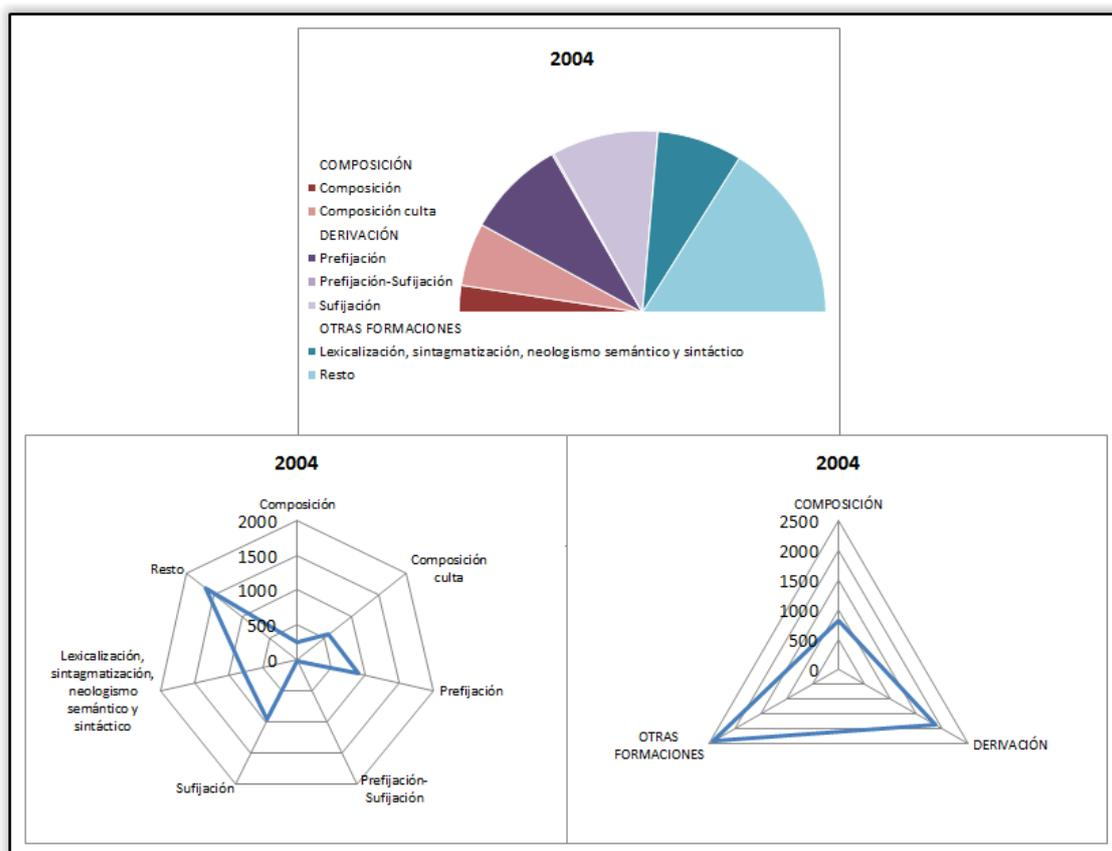 2004
COMPOSICIÓN
Composición
Composición culta
DERIVACIÓN
Prefijación
Prefijación-Sufijación
Sufijación
OTRAS FORMACIONES
Lexicalización, sintagmatización, neologismo semántico y sintáctico
Resto
2004
Composición
2000
1500
1000
500
0
Composición
culta
Prefijación
Prefijación-
Sufijación
Sufijación
Lexicalización,
sintagmatización,
neologismo
semántico y
sintáctico
Resto
2004
COMPOSICIÓN
2500
2000
1500
1000
500
0
DERIVACIÓN
OTRAS
FORMACIONES